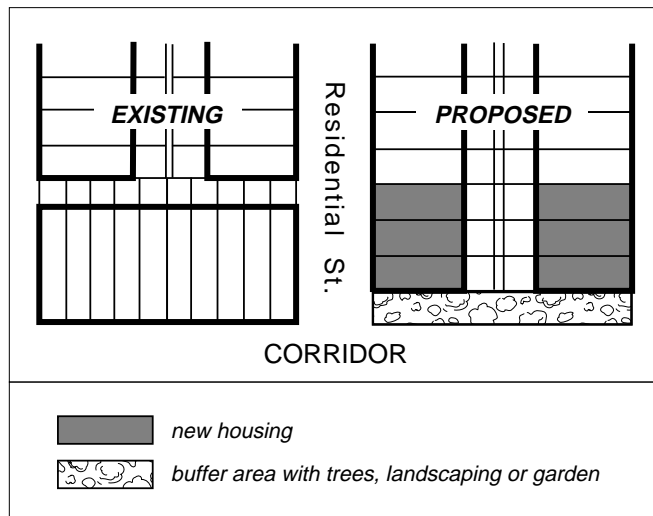 EXISTING
Residential St.
PROPOSED
CORRIDOR
new housing
buffer area with trees, landscaping or garden